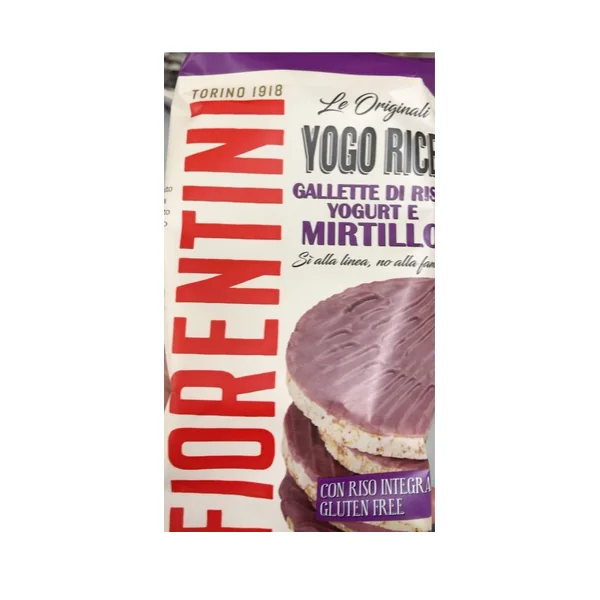 TORINO 1918
FIORENTINI
Le Originali
YOGO RICE
GALLETTE DI RIS
YOGURT E
MIRTILLO
Sì alla linea, no alla fam
CON RISO INTEGRA
GLUTEN FREE